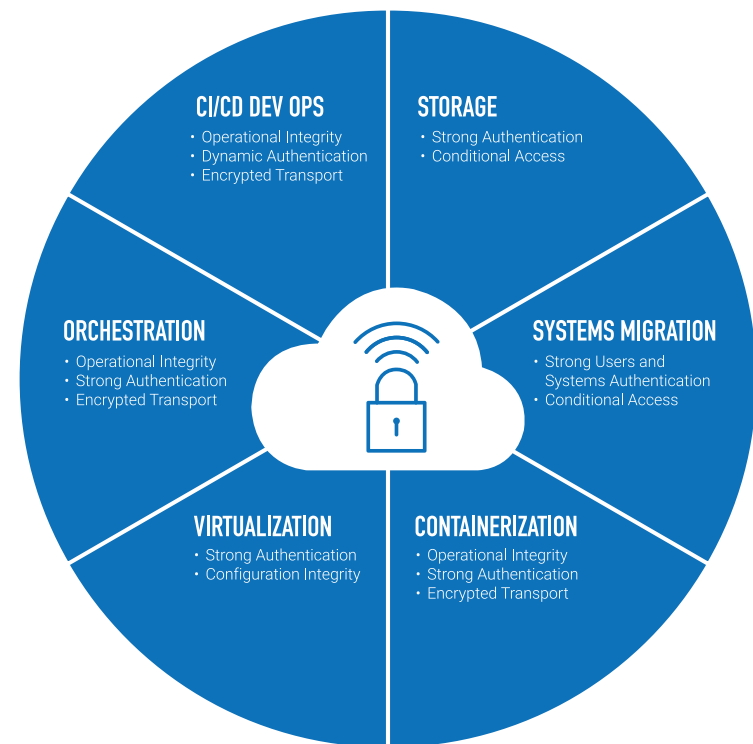 CI/CD DEV OPS
• Operational Integrity
• Dynamic Authentication
• Encrypted Transport
STORAGE
• Strong Authentication
• Conditional Access
ORCHESTRATION
• Operational Integrity
• Strong Authentication
• Encrypted Transport
SYSTEMS MIGRATION
• Strong Users and
Systems Authentication
• Conditional Access
VIRTUALIZATION
• Strong Authentication
• Configuration Integrity
CONTAINERIZATION
• Operational Integrity
• Strong Authentication
• Encrypted Transport